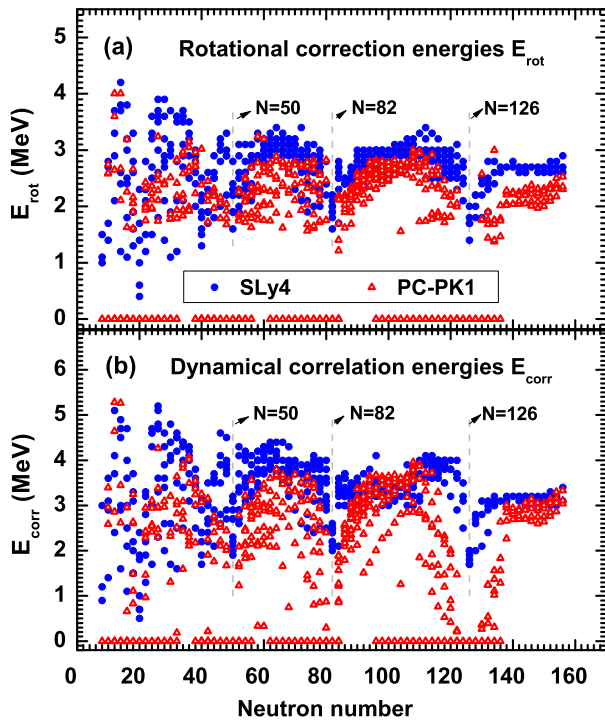 (a) Rotational correction energies E_rot
5
4
3
2
1
0
E_rot (MeV)
N=50
N=82
N=126
SLy4
PC-PK1
(b) Dynamical correlation energies E_corr
6
5
4
3
2
1
0
E_corr (MeV)
N=50
N=82
N=126
0 20 40 60 80 100 120 140 160
Neutron number